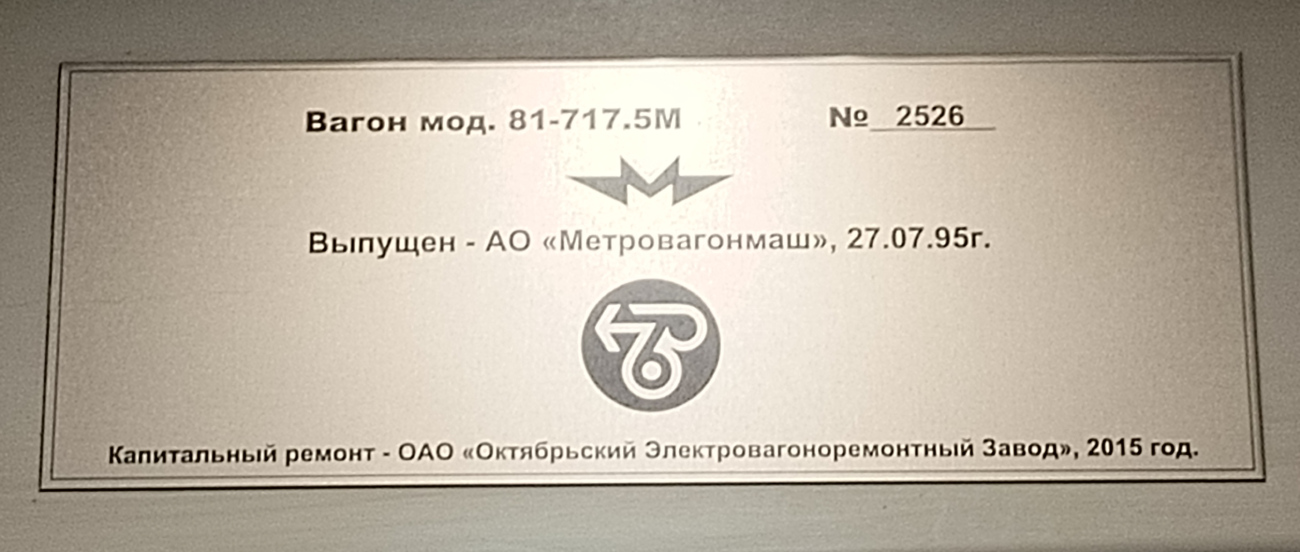 Вагон мод. 81-717.5М № 2526
Выпущен - АО «Метровагонмаш», 27.07.95г.
Капитальный ремонт - ОАО «Октябрьский Электровагоноремонтный Завод», 2015 год.